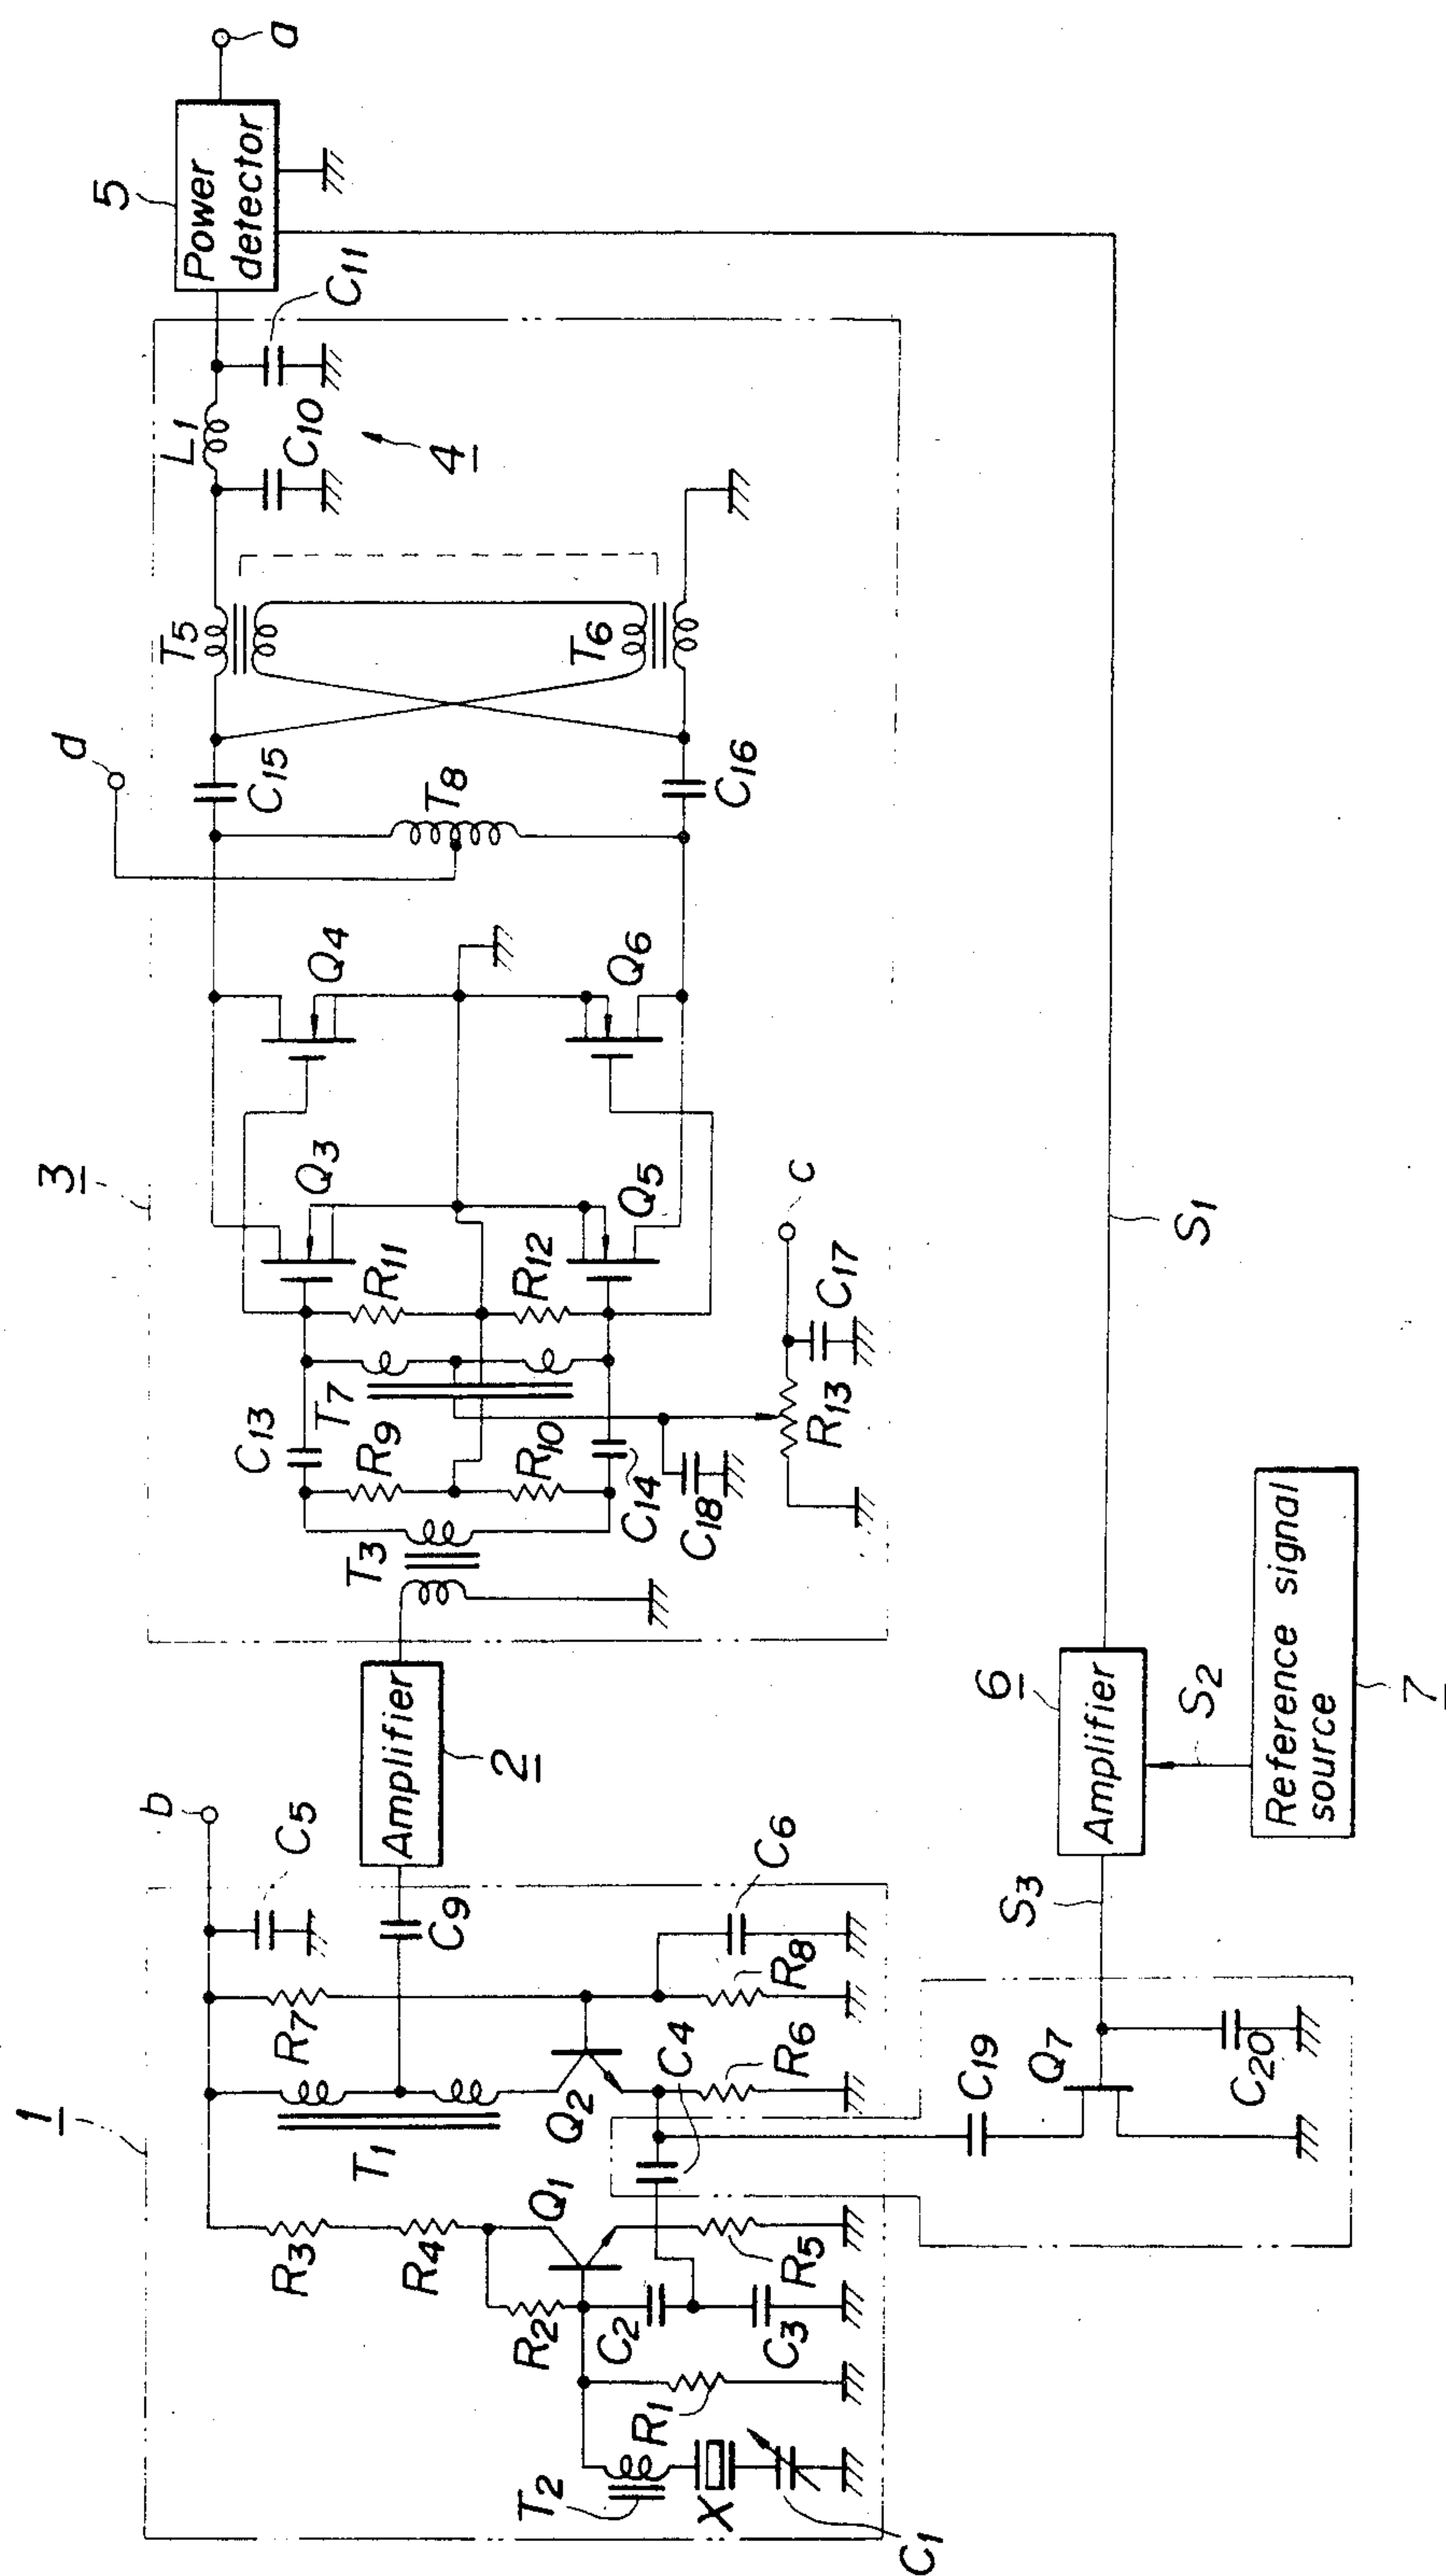 1
b
R3
R4
T1
R7
C5
C9
R2
Q1
Q2
C2
C3
R5
C4
R6
R8
C6
T2
R1
X
C1
C19
Q7
C20
S3
Amplifier
2
3
T3
C13
R9
R10
C14
C18
T7
R11
R12
R13
C17
c
Q3
Q4
Q5
Q6
d
T8
C15
C16
T5
T6
L1
C10
C11
4
5
Power
detector
a
S1
6
Amplifier
S2
Reference signal
source
7